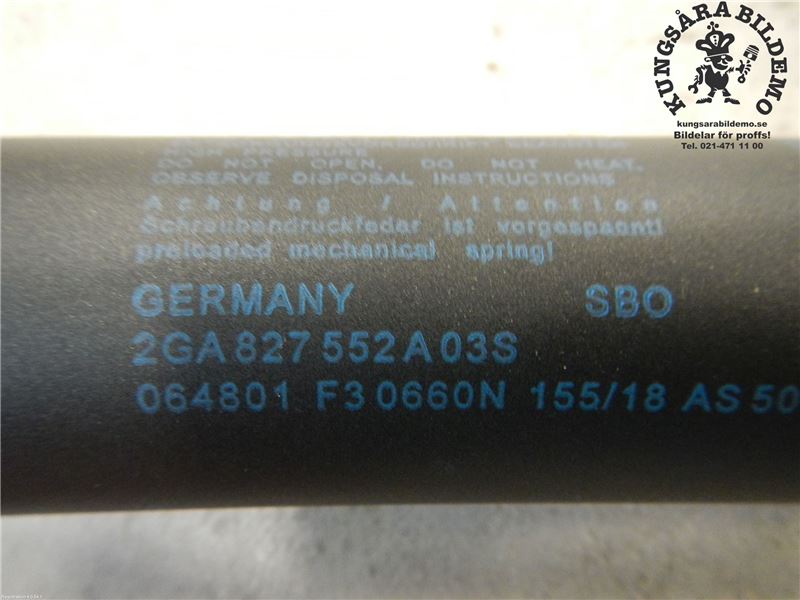 KUNGSÅRA BILDEMO
kungsarabildemo.se
Bildelar för proffs!
Tel. 021-471 11 00
HIGH PRESSURE
DO NOT OPEN, DO NOT HEAT.
OBSERVE DISPOSAL INSTRUCTIONS
Achtung / Attention
Schraubendruckfeder ist vorgespannt!
preloaded mechanical spring!
GERMANY SBO
2GA 827 552 A 03S
064801 F3 0660N 155/18 AS 50